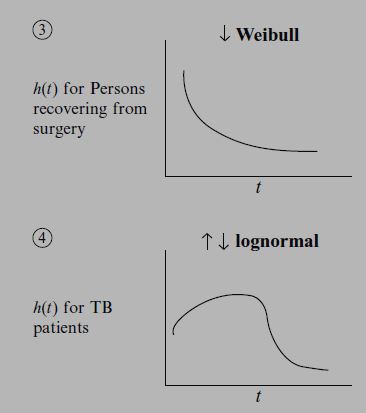 ③
↓ Weibull
h(t) for Persons
recovering from
surgery
t
④
↑↓ lognormal
h(t) for TB
patients
t